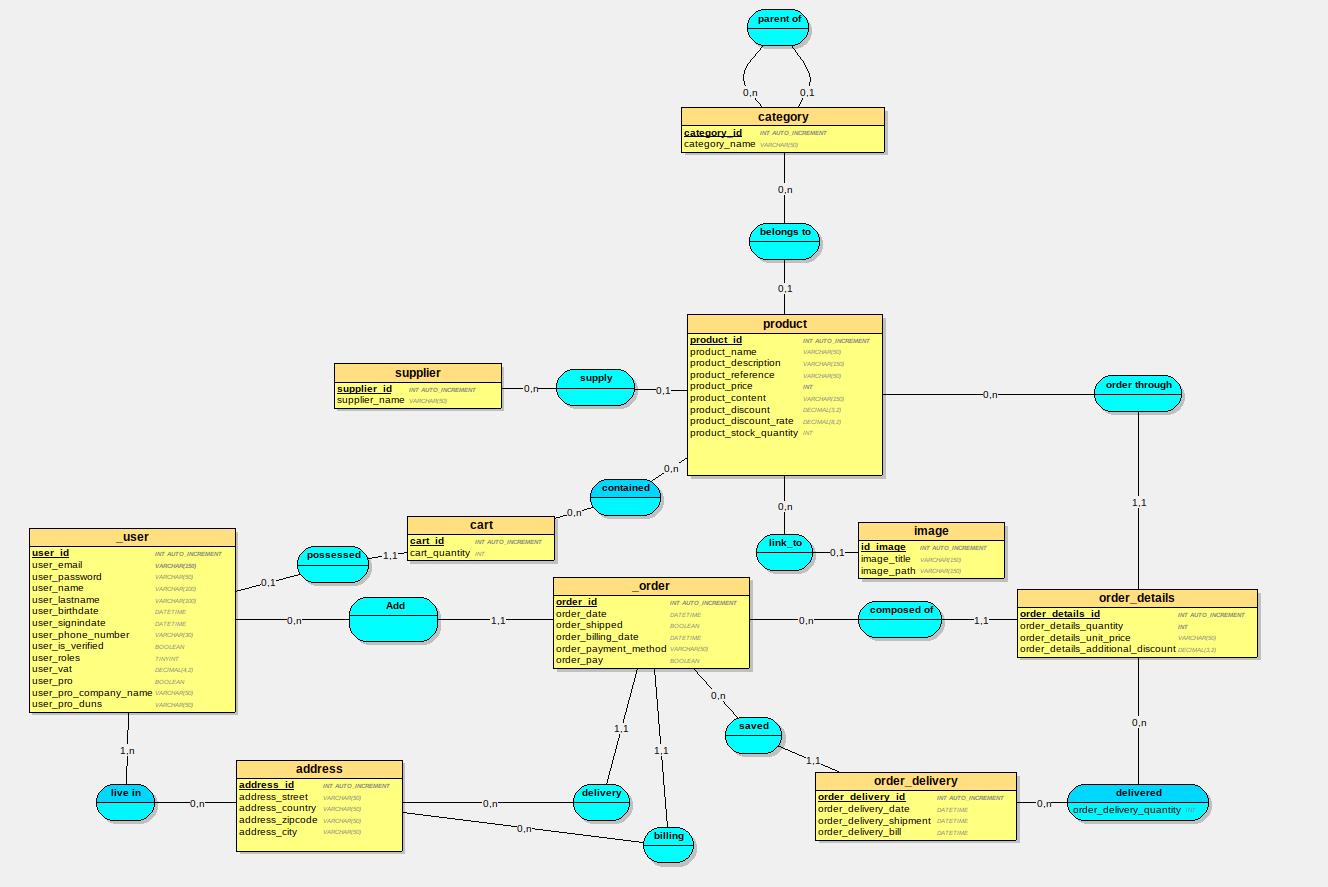 parent of
0,n 0,1
category
category_id INT AUTO_INCREMENT
category_name VARCHAR(50)
0,n
belongs to
0,1
product
product_id INT AUTO_INCREMENT
product_name VARCHAR(50)
product_description VARCHAR(150)
product_reference VARCHAR(50)
product_price INT
product_content VARCHAR(150)
product_discount DECIMAL(3,2)
product_discount_rate DECIMAL(8,2)
product_stock_quantity INT
supplier
supplier_id INT AUTO_INCREMENT
supplier_name VARCHAR(50)
0,n
supply
0,1
0,n
order through
1,1
0,n
contained
0,n
cart
cart_id INT AUTO_INCREMENT
cart_quantity INT
1,1
possessed
0,1
0,n
link_to
0,1
image
id_image INT AUTO_INCREMENT
image_title VARCHAR(150)
image_path VARCHAR(150)
_user
user_id INT AUTO_INCREMENT
user_email VARCHAR(150)
user_password VARCHAR(50)
user_name VARCHAR(100)
user_lastname VARCHAR(100)
user_birthdate DATETIME
user_signindate DATETIME
user_phone_number VARCHAR(30)
user_is_verified BOOLEAN
user_roles TINYINT
user_vat DECIMAL(4,2)
user_pro BOOLEAN
user_pro_company_name VARCHAR(50)
user_pro_duns VARCHAR(50)
0,n
Add
1,1
_order
order_id INT AUTO_INCREMENT
order_date DATETIME
order_shipped BOOLEAN
order_billing_date DATETIME
order_payment_method VARCHAR(50)
order_pay BOOLEAN
0,n
composed of
1,1
order_details
order_details_id INT AUTO_INCREMENT
order_details_quantity INT
order_details_unit_price VARCHAR(50)
order_details_additional_discount DECIMAL(3,2)
0,n
1,n
live in
0,n
address
address_id INT AUTO_INCREMENT
address_street VARCHAR(50)
address_country VARCHAR(50)
address_zipcode VARCHAR(50)
address_city VARCHAR(50)
0,n
delivery
1,1
0,n
billing
1,1
0,n
saved
1,1
order_delivery
order_delivery_id INT AUTO_INCREMENT
order_delivery_date DATETIME
order_delivery_shipment DATETIME
order_delivery_bill DATETIME
0,n
delivered
order_delivery_quantity INT